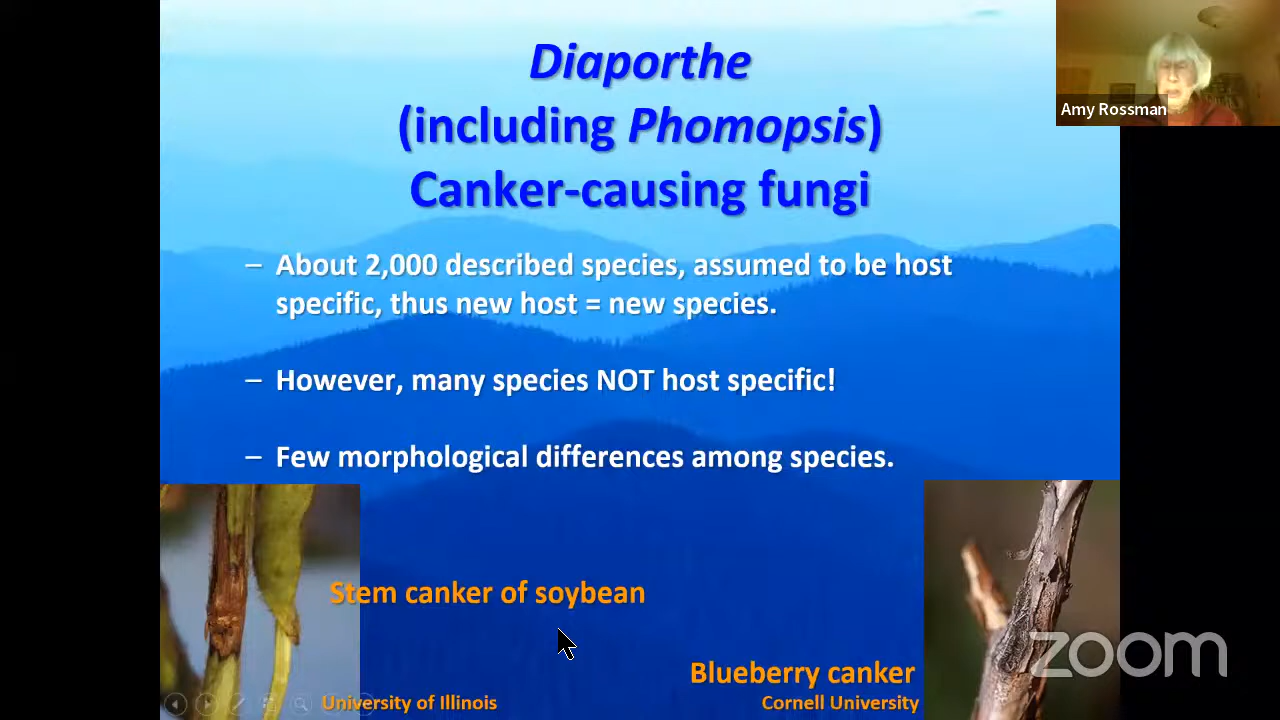 Diaporthe
(including Phomopsis)
Canker-causing fungi
Amy Rossman
– About 2,000 described species, assumed to be host
specific, thus new host = new species.
– However, many species NOT host specific!
– Few morphological differences among species.
Stem canker of soybean
Blueberry canker
University of Illinois
Cornell University
zoom